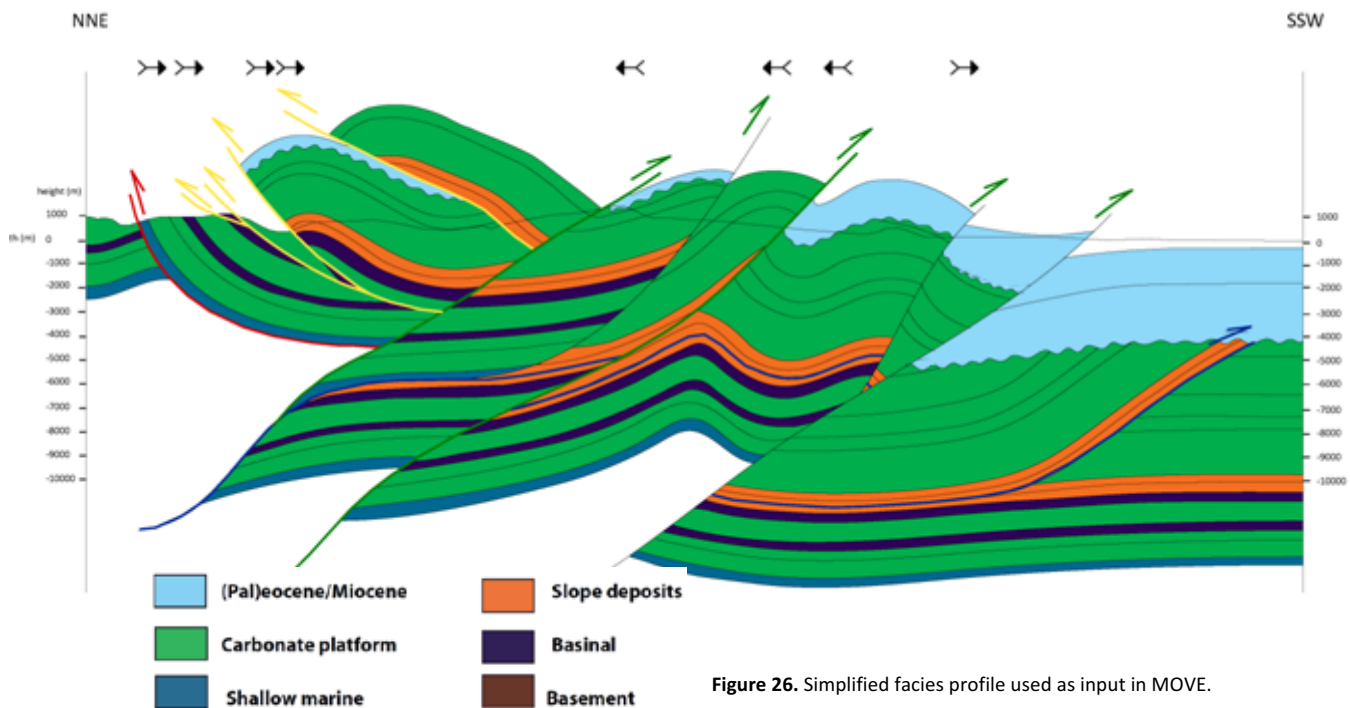 NNE
SSW
height (m)
1000
th (m) 0
-1000
-2000
-3000
-4000
-5000
-6000
-7000
-8000
-9000
-10000
1000
0
-1000
-2000
-3000
-4000
-5000
-6000
-7000
-8000
-9000
-10000
(Pal)eocene/Miocene
Slope deposits
Carbonate platform
Basinal
Shallow marine
Basement
Figure 26. Simplified facies profile used as input in MOVE.